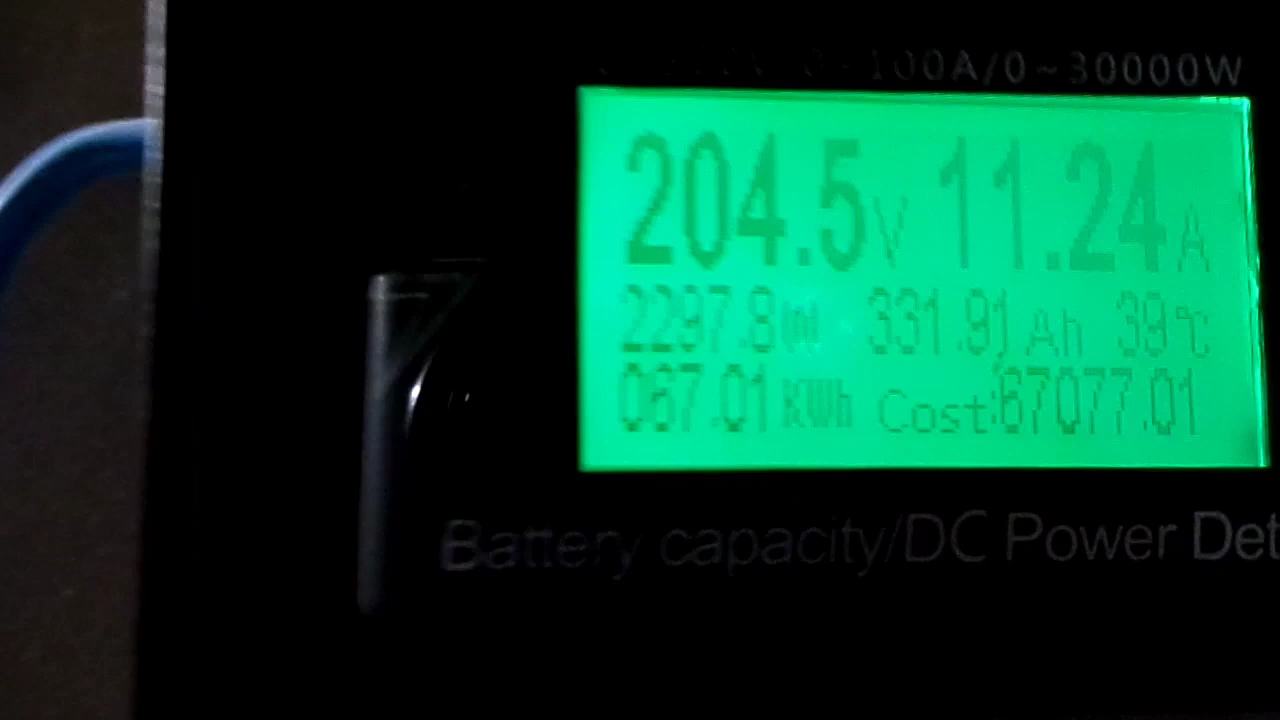 100A/0~30000W
204.5V 11.24A
2297.8W 331.91Ah 39℃
067.01KWh Cost:67077.01
Battery capacity/DC Power Det